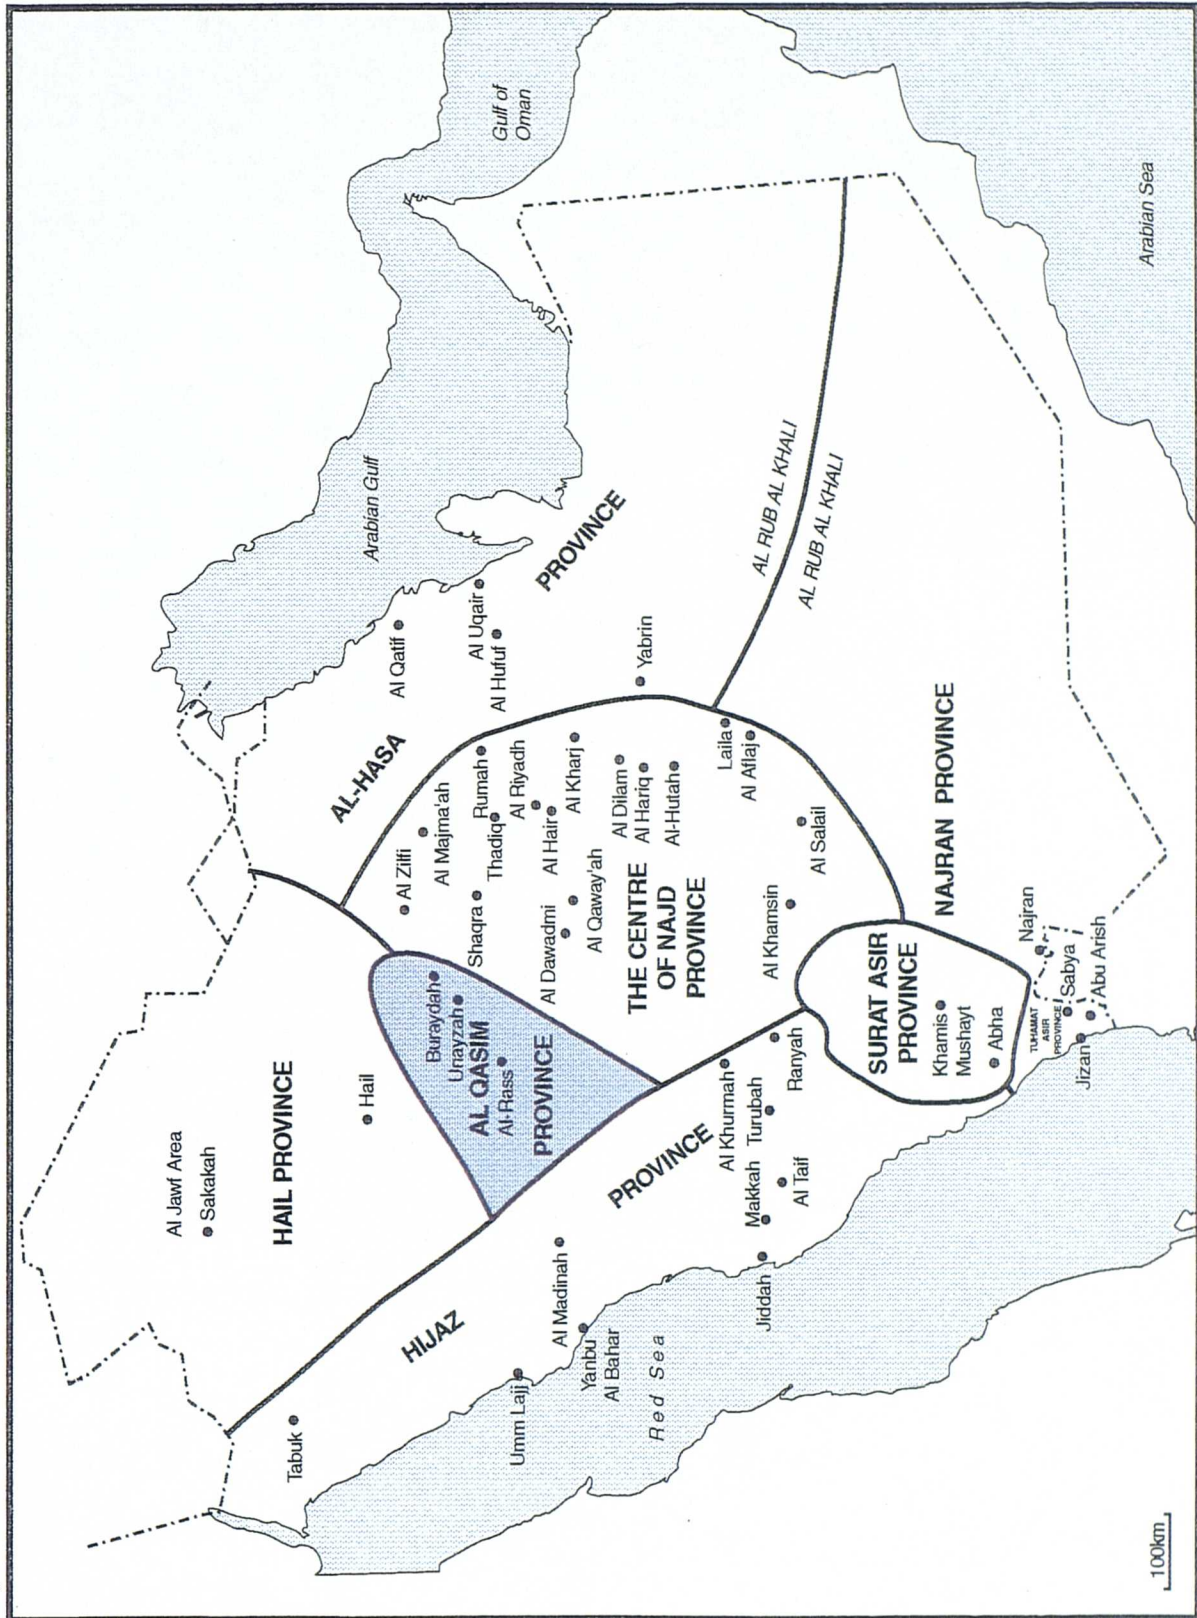 Gulf of
Oman
Arabian Sea
Arabian Gulf
AL RUB AL KHALI
AL RUB AL KHALI
AL-HASA
PROVINCE
Al Qatif
Al Uqair
Al Hufuf
Yabrin
Al Jawf Area
Sakakah
HAIL PROVINCE
Hail
Buraydah
Unayzah
AL QASIM
Al-Rass
PROVINCE
Al Zilfi
Al Majma'ah
Rumah
Shaqra
Thadiq
Al Riyadh
Al Hair
Al Kharj
Al Dawadmi
Al Qaway'ah
Al Dilam
Al Hariq
Al-Hutah
THE CENTRE
OF NAJD
PROVINCE
Laila
Al Aflaj
Al Khamsin
Al Salail
NAJRAN PROVINCE
Najran
SURAT ASIR
PROVINCE
Khamis
Mushayt
Abha
TUHAMAT
ASIR
PROVINCE
Sabya
Abu Arish
Jizan
HIJAZ
PROVINCE
Tabuk
Umm Lajj
Al Madinah
Yanbu
Al Bahar
Red Sea
Al Khurmah
Turubah
Ranyah
Makkah
Al Taif
Jiddah
100km